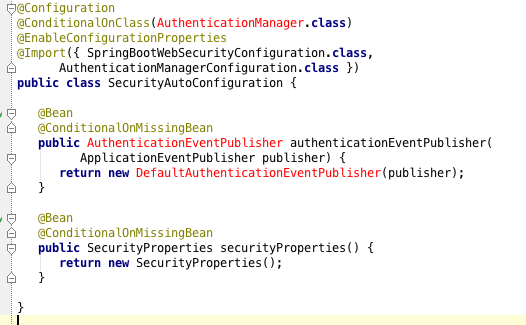 @Configuration
@ConditionalOnClass(AuthenticationManager.class)
@EnableConfigurationProperties
@Import({ SpringBootWebSecurityConfiguration.class,
      AuthenticationManagerConfiguration.class })
public class SecurityAutoConfiguration {

   @Bean
   @ConditionalOnMissingBean
   public AuthenticationEventPublisher authenticationEventPublisher(
         ApplicationEventPublisher publisher) {
      return new DefaultAuthenticationEventPublisher(publisher);
   }

   @Bean
   @ConditionalOnMissingBean
   public SecurityProperties securityProperties() {
      return new SecurityProperties();
   }

}